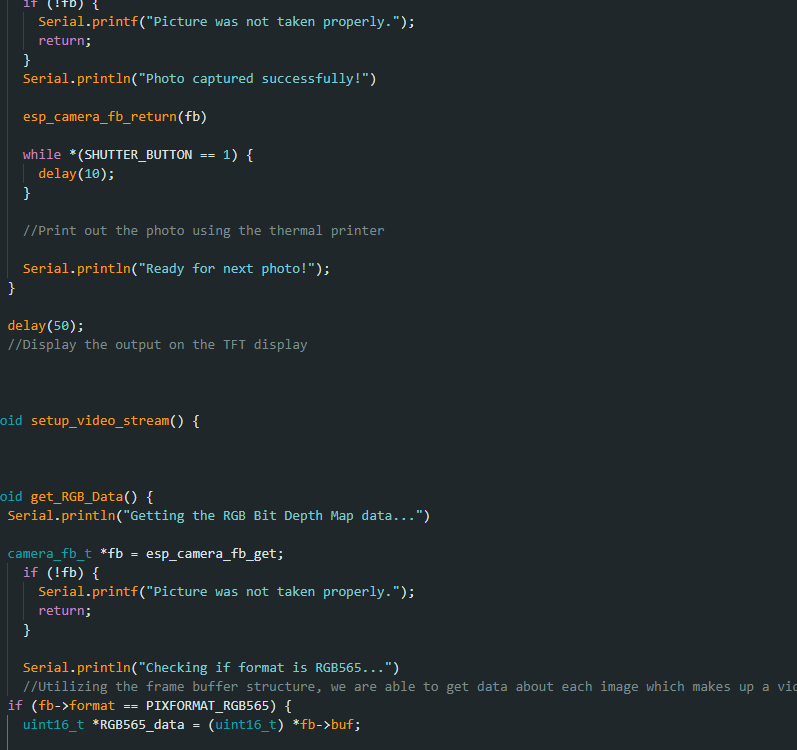 if (!fb) {
Serial.printf("Picture was not taken properly.");
return;
}
Serial.println("Photo captured successfully!")
esp_camera_fb_return(fb)
while *(SHUTTER_BUTTON == 1) {
delay(10);
}
//Print out the photo using the thermal printer
Serial.println("Ready for next photo!");
}
delay(50);
//Display the output on the TFT display
oid setup_video_stream() {
oid get_RGB_Data() {
Serial.println("Getting the RGB Bit Depth Map data...")
camera_fb_t *fb = esp_camera_fb_get;
if (!fb) {
Serial.printf("Picture was not taken properly.");
return;
}
Serial.println("Checking if format is RGB565...")
//Utilizing the frame buffer structure, we are able to get data about each image which makes up a vid
if (fb->format == PIXFORMAT_RGB565) {
uint16_t *RGB565_data = (uint16_t) *fb->buf;